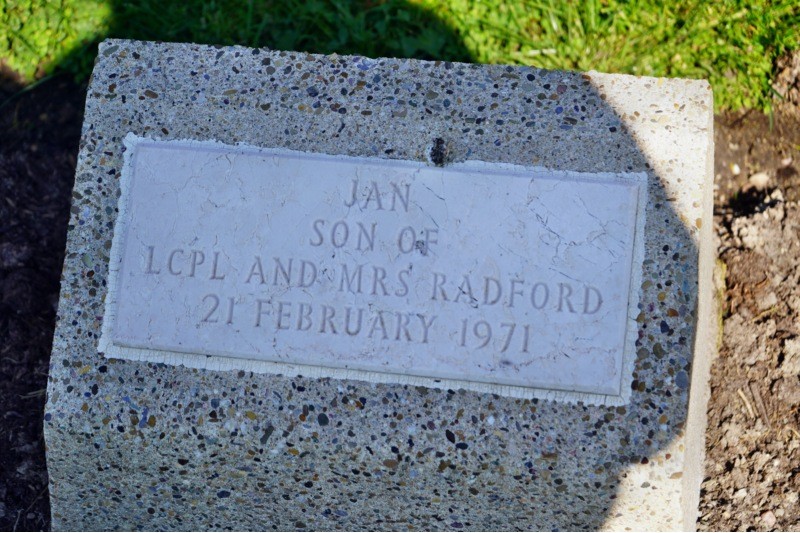 JAN
SON OF
LCPL AND MRS RADFORD
21 FEBRUARY 1971